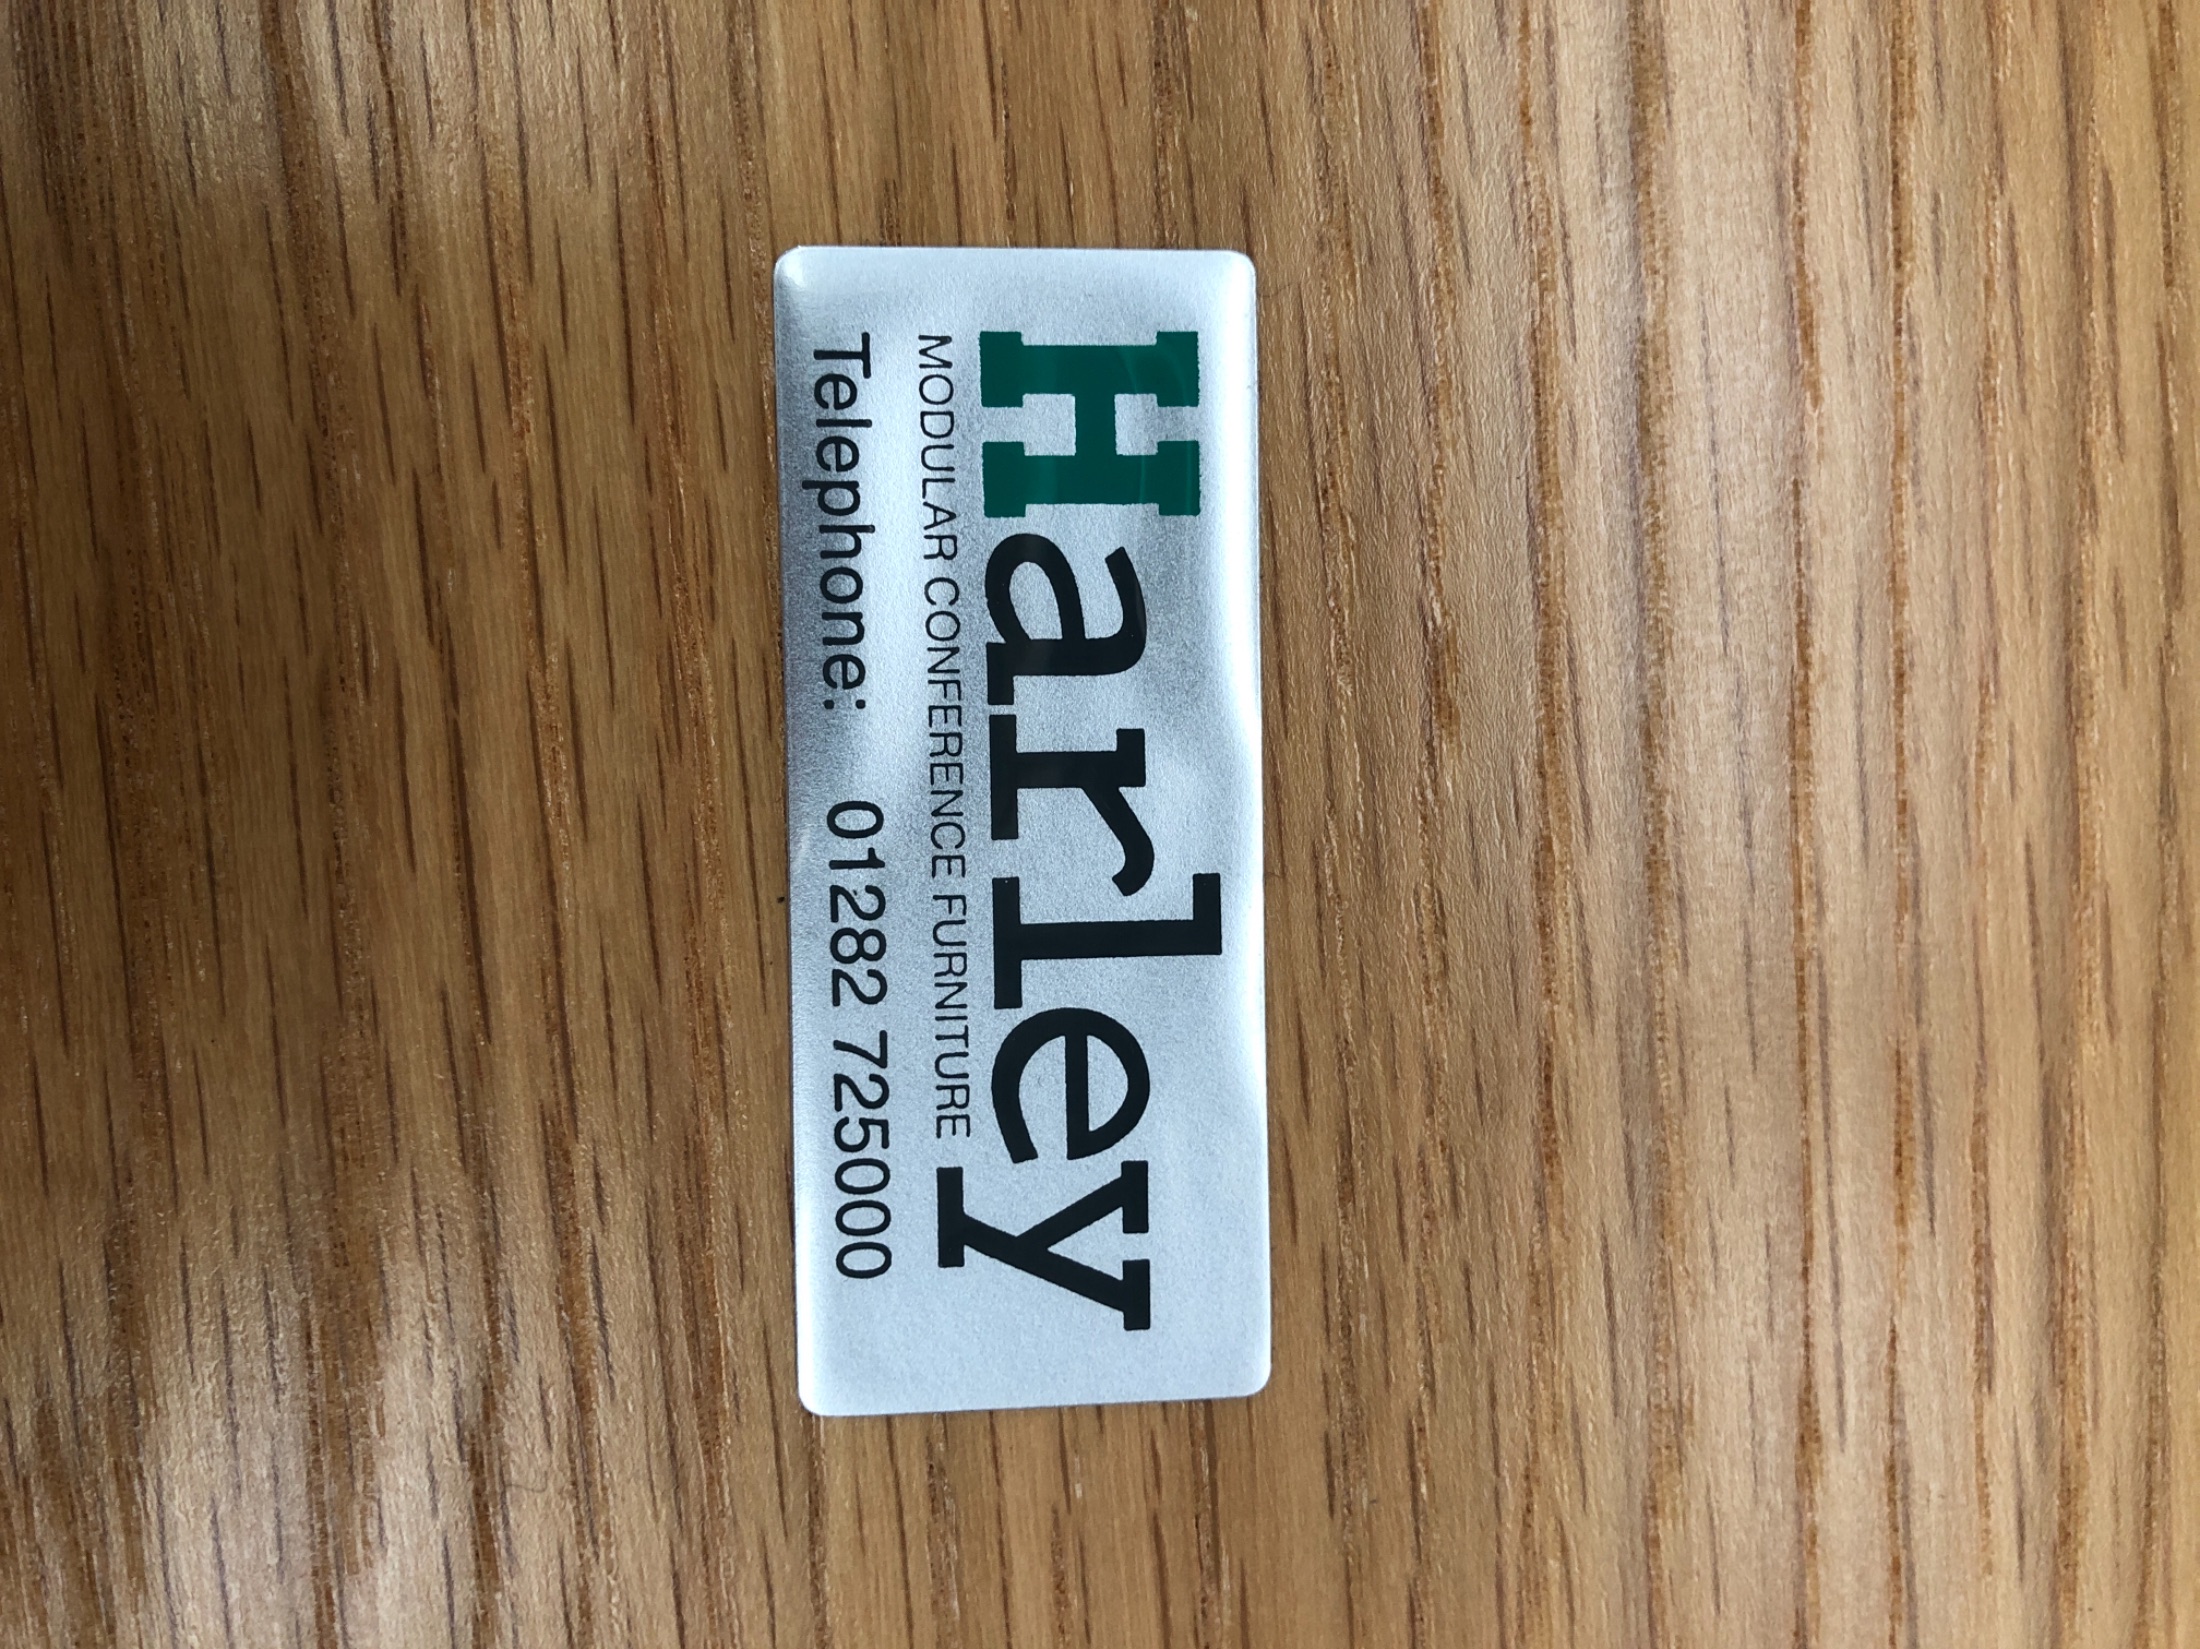 Harley
MODULAR CONFERENCE FURNITURE
Telephone: 01282 725000